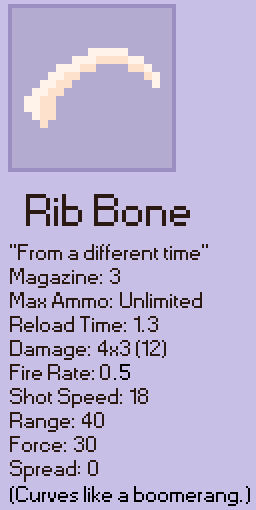 Rib Bone
"From a different time"
Magazine: 3
Max Ammo: Unlimited
Reload Time: 1.3
Damage: 4x3 (12)
Fire Rate: 0.5
Shot Speed: 18
Range: 40
Force: 30
Spread: 0
(Curves like a boomerang.)